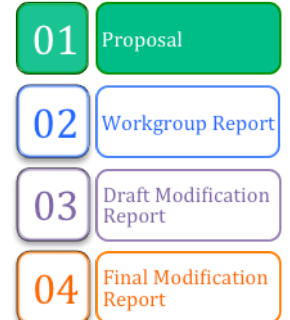 01
Proposal
02
Workgroup Report
03
Draft Modification
Report
04
Final Modification
Report